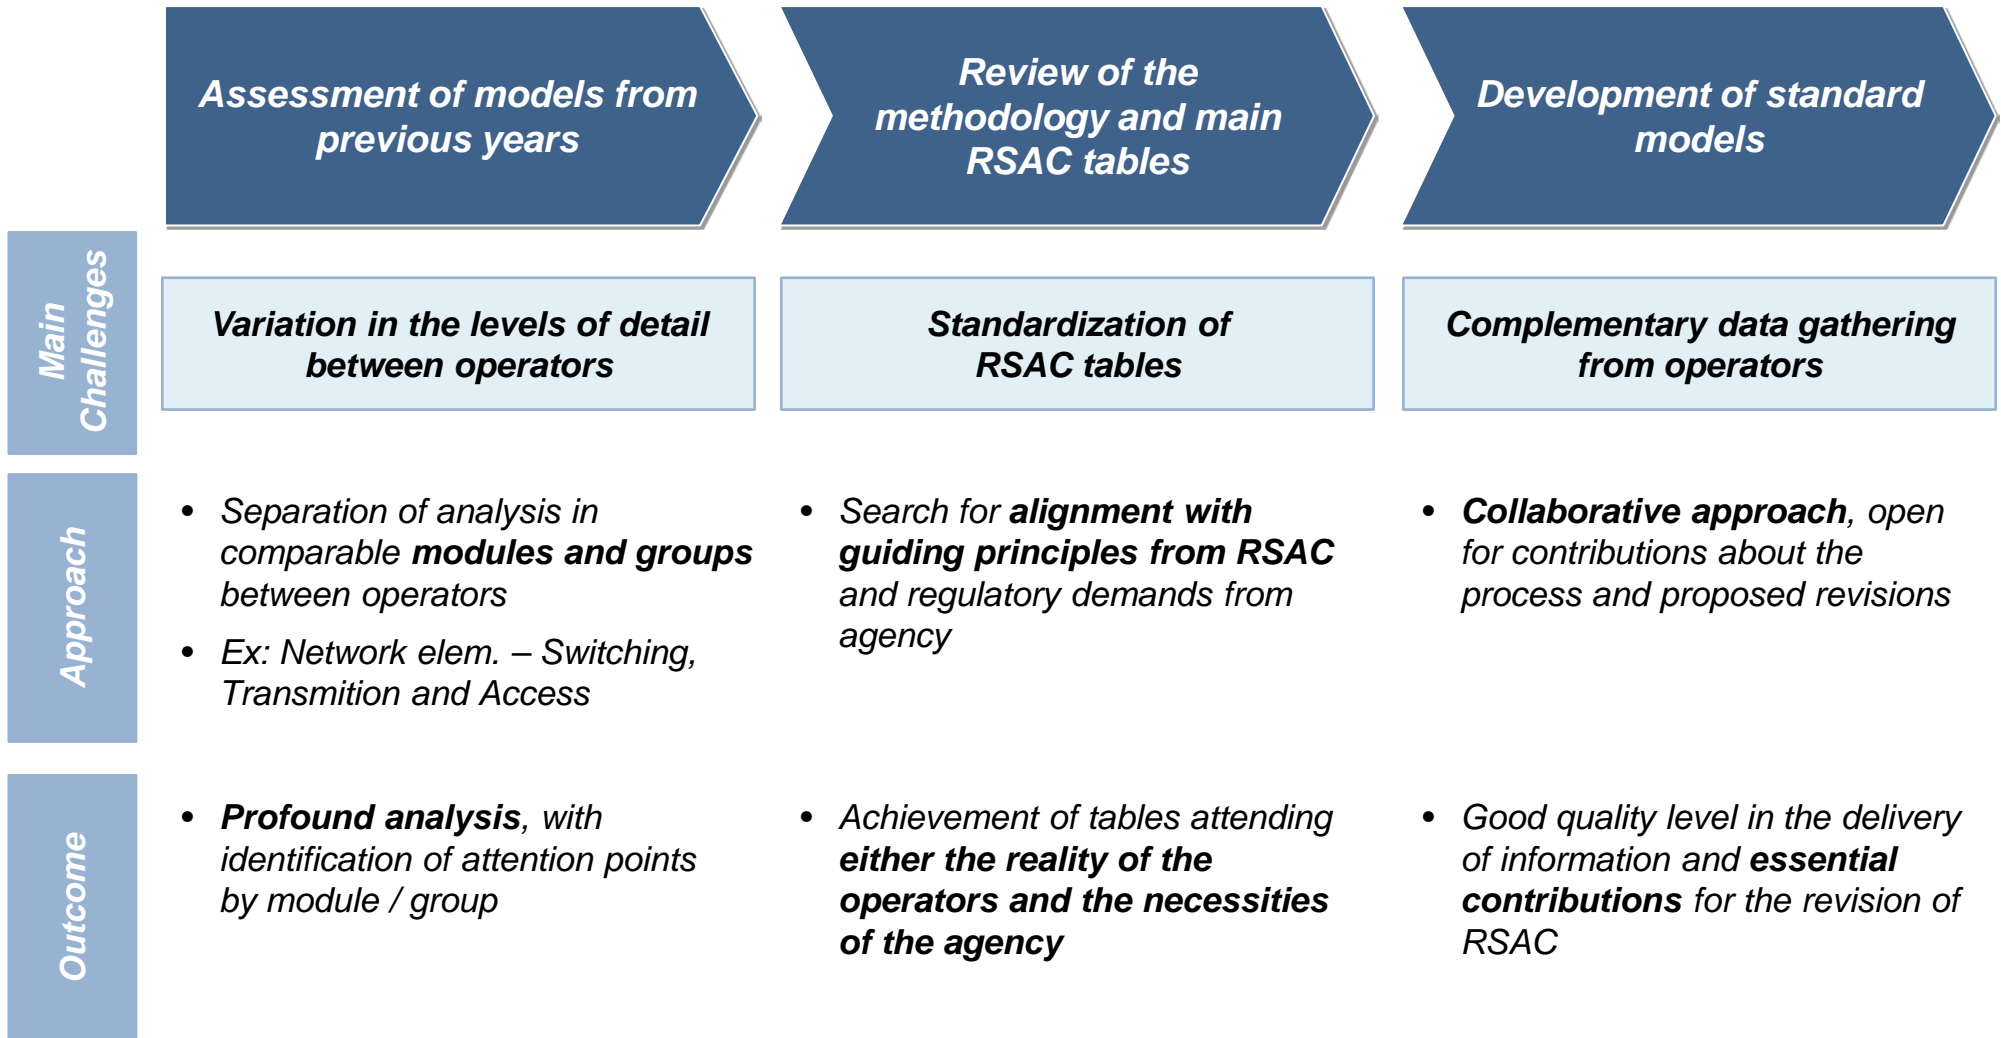 Assessment of models from
previous years
Review of the
methodology and main
RSAC tables
Development of standard
models
Main
Challenges
Variation in the levels of detail
between operators
Standardization of
RSAC tables
Complementary data gathering
from operators
Approach
• Separation of analysis in
comparable modules and groups
between operators
• Ex: Network elem. – Switching,
Transmition and Access
• Search for alignment with
guiding principles from RSAC
and regulatory demands from
agency
• Collaborative approach, open
for contributions about the
process and proposed revisions
Outcome
• Profound analysis, with
identification of attention points
by module / group
• Achievement of tables attending
either the reality of the
operators and the necessities
of the agency
• Good quality level in the delivery
of information and essential
contributions for the revision of
RSAC